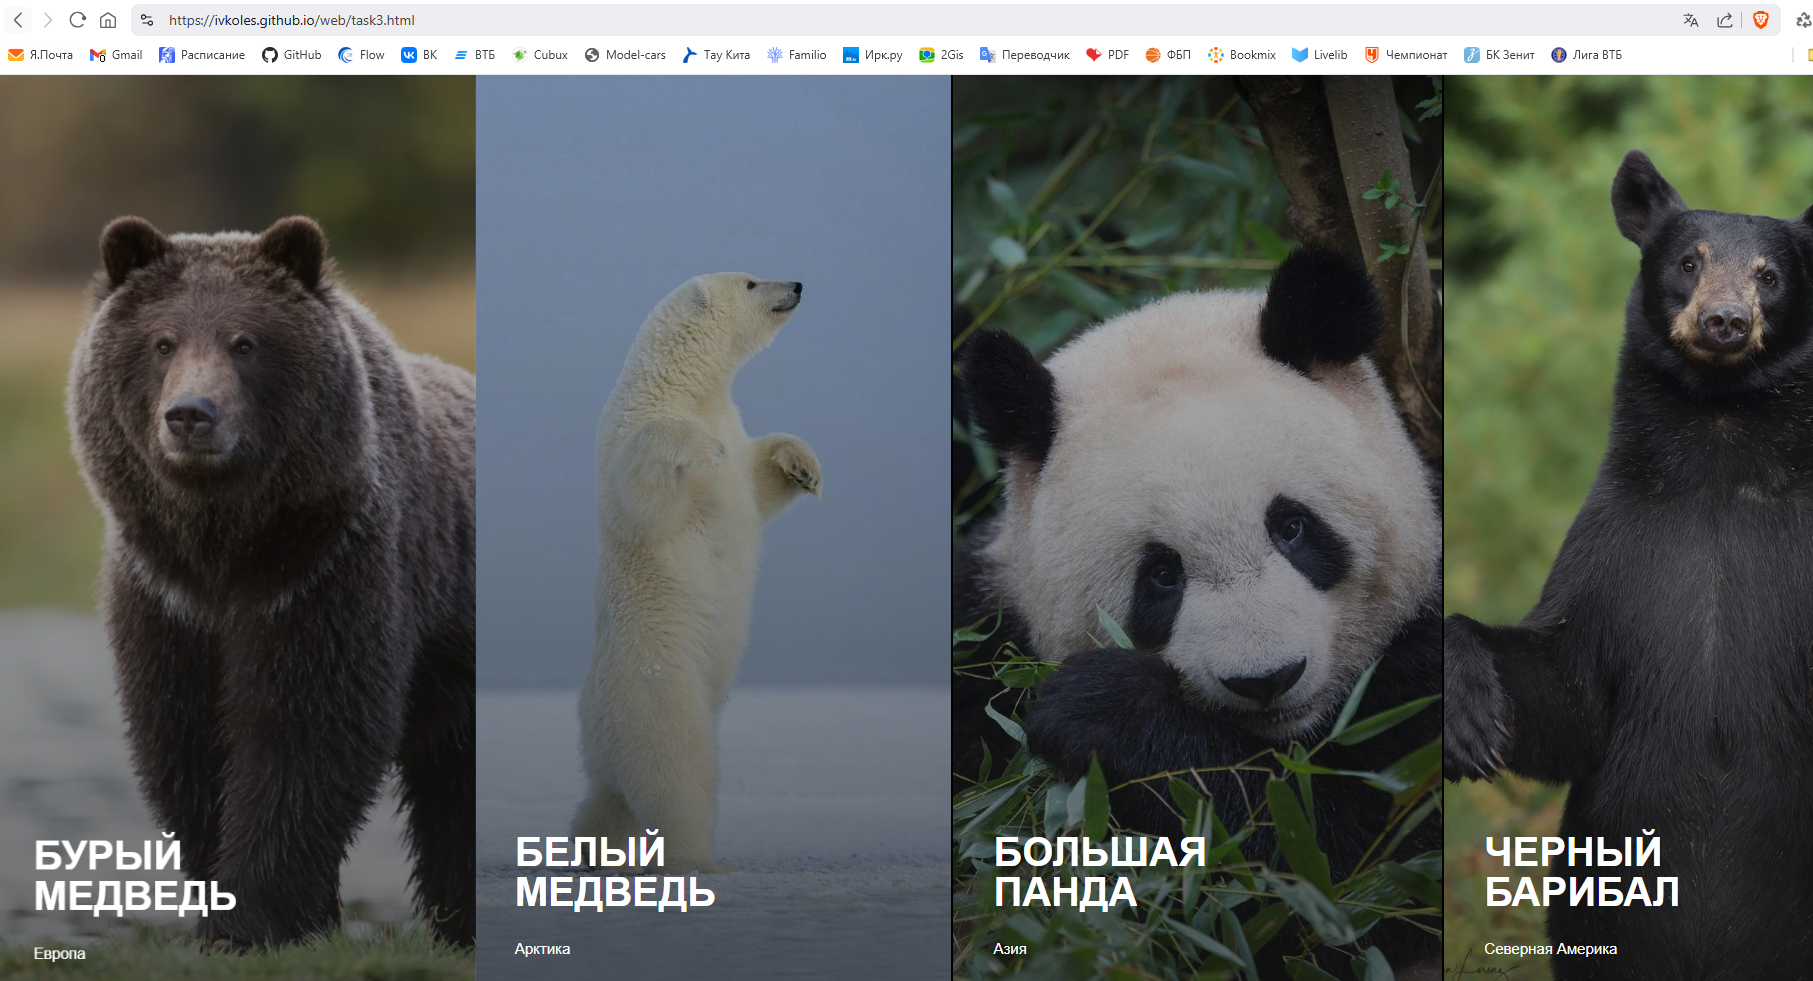 https://ivkoles.github.io/web/task3.html
Я.Почта Gmail Расписание GitHub Flow ВК ВТБ Cubux Model-cars Тау Кита Familio Ирк.ру 2Gis Переводчик PDF ФБП Bookmix Livelib Чемпионат БК Зенит Лига ВТБ
БУРЫЙ
МЕДВЕДЬ
Европа
БЕЛЫЙ
МЕДВЕДЬ
Арктика
БОЛЬШАЯ
ПАНДА
Азия
ЧЕРНЫЙ
БАРИБАЛ
Северная Америка